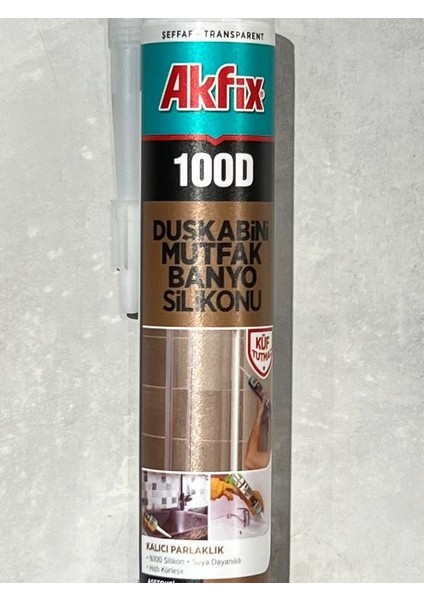 ŞEFFAF - TRANSPARENT
Akfix
100D
DUŞKABİNİ
MUTFAK
BANYO
SİLİKONU
KÜF
TUTMAZ
KALICI PARLAKLIK
• %100 Silikon • Suya Dayanıklı
• Hızlı Kürleşir